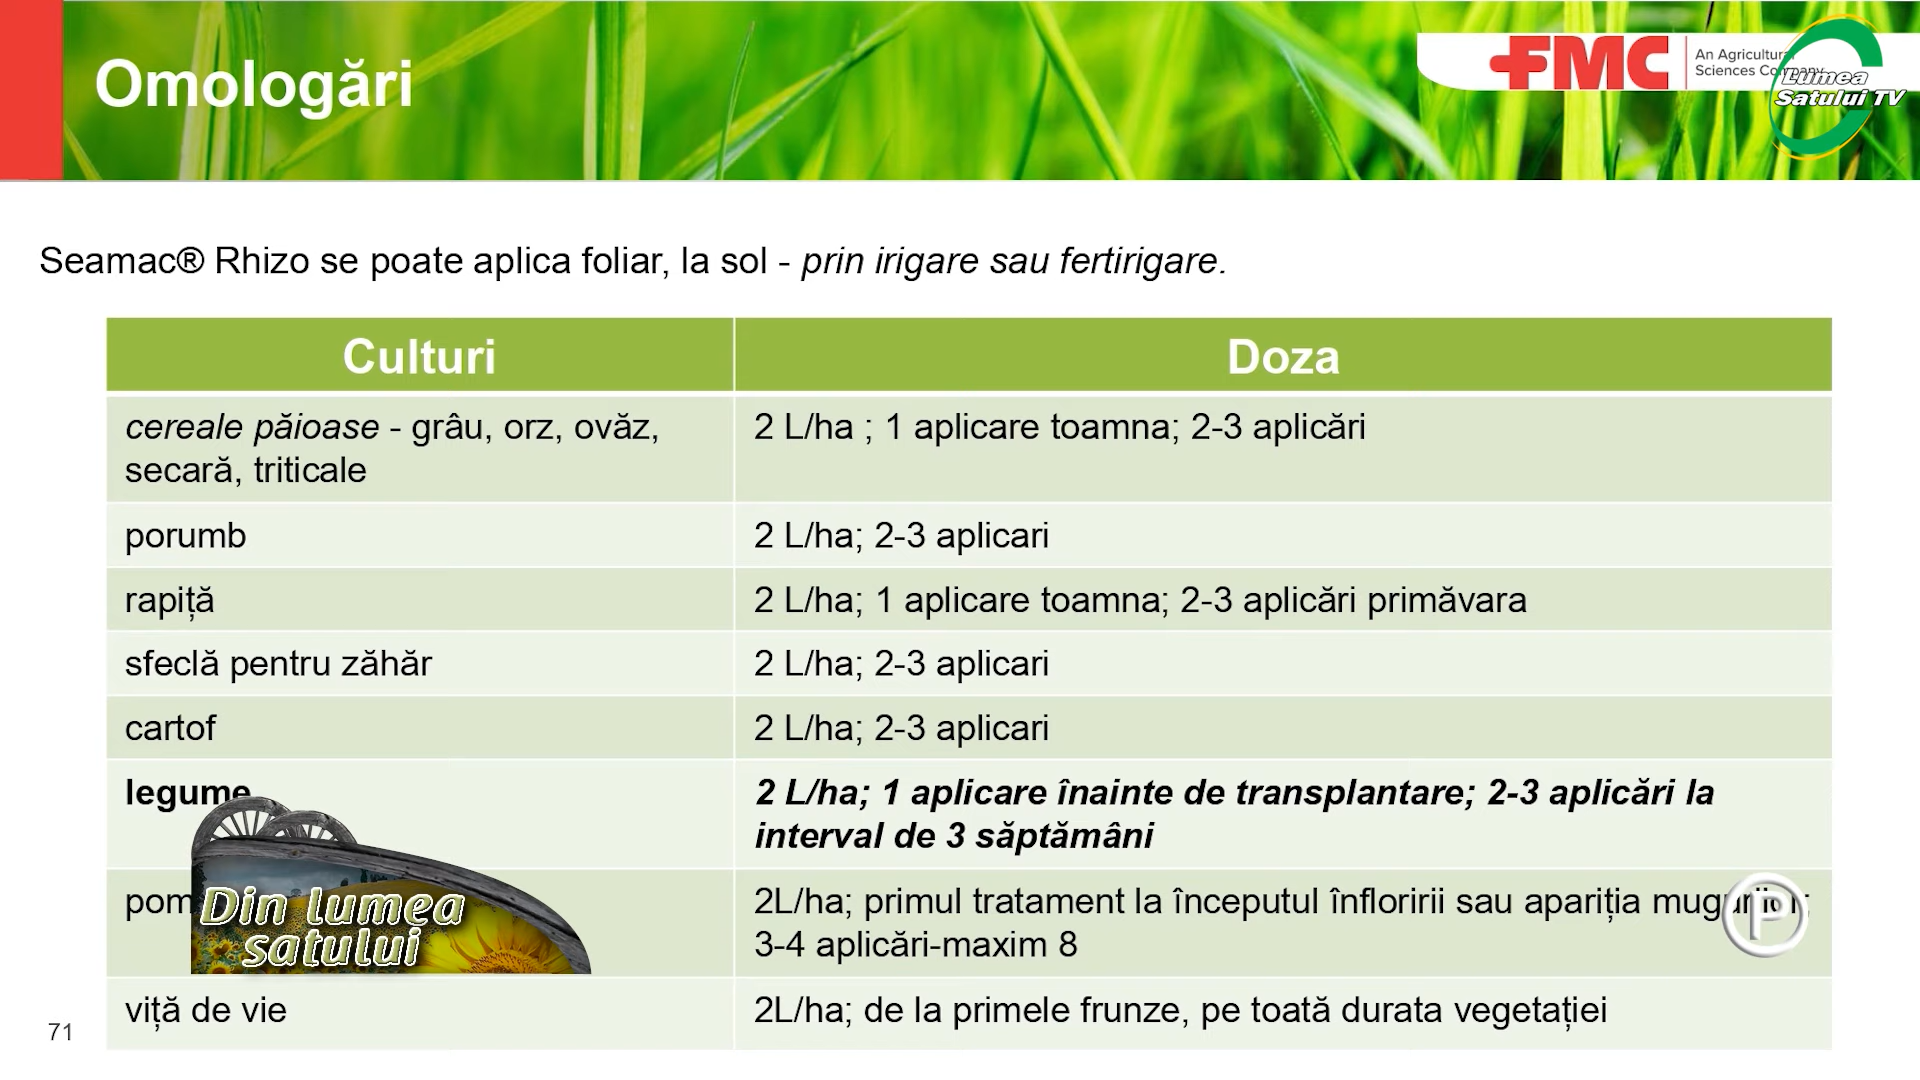 Omologări
FMC
An Agricultural
Sciences Company
Lumea
Satului TV
Seamac® Rhizo se poate aplica foliar, la sol - prin irigare sau fertirigare.
Culturi
Doza
cereale păioase - grâu, orz, ovăz,
secară, triticale
2 L/ha ; 1 aplicare toamna; 2-3 aplicări
porumb
2 L/ha; 2-3 aplicari
rapiță
2 L/ha; 1 aplicare toamna; 2-3 aplicări primăvara
sfeclă pentru zăhăr
2 L/ha; 2-3 aplicari
cartof
2 L/ha; 2-3 aplicari
legume
2 L/ha; 1 aplicare înainte de transplantare; 2-3 aplicări la
interval de 3 săptămâni
2L/ha; primul tratament la începutul înfloririi sau apariția mugurilor;
3-4 aplicări-maxim 8
Din lumea
satului
P
viță de vie
2L/ha; de la primele frunze, pe toată durata vegetației
71